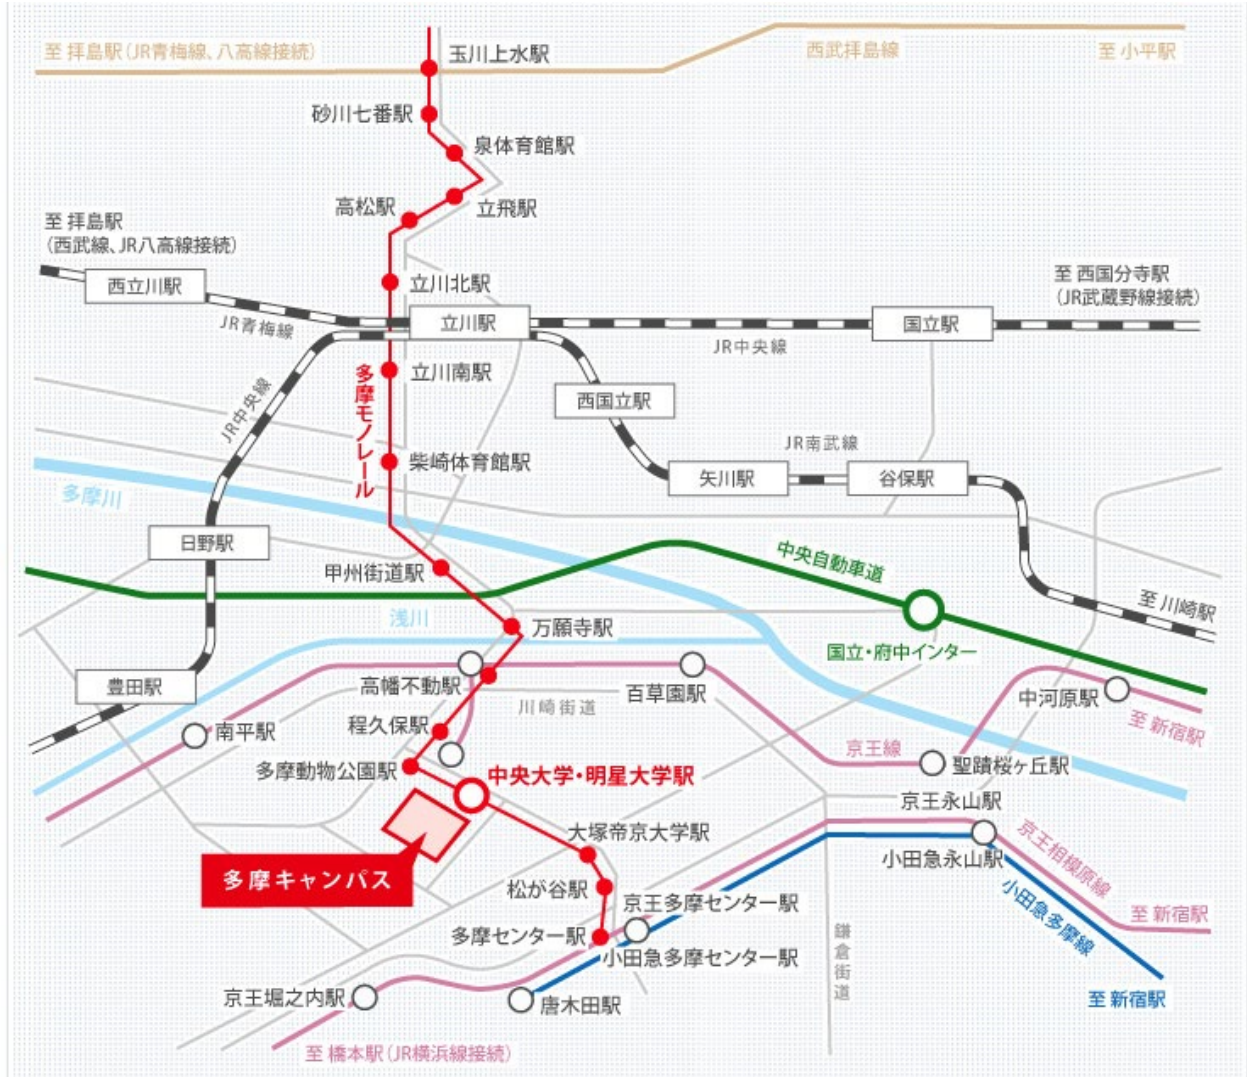 至 拝島駅(JR青梅線、八高線接続)
玉川上水駅
西武拝島線
至 小平駅
砂川七番駅
泉体育館駅
高松駅
立飛駅
至 拝島駅
(西武線、JR八高線接続)
西立川駅
立川北駅
至 西国分寺駅
(JR武蔵野線接続)
JR青梅線
立川駅
国立駅
JR中央線
立川南駅
多摩モノレール
JR中央線
西国立駅
柴崎体育館駅
JR南武線
矢川駅
谷保駅
多摩川
日野駅
甲州街道駅
中央自動車道
至 川崎駅
浅川
万願寺駅
国立・府中インター
豊田駅
高幡不動駅
百草園駅
中河原駅
川崎街道
至 新宿駅
南平駅
程久保駅
京王線
聖蹟桜ヶ丘駅
多摩動物公園駅
中央大学・明星大学駅
京王永山駅
大塚帝京大学駅
小田急永山駅
京王相模原線
多摩キャンパス
松が谷駅
京王多摩センター駅
小田急多摩線
至 新宿駅
多摩センター駅
小田急多摩センター駅
鎌倉街道
京王堀之内駅
唐木田駅
至 新宿駅
至 橋本駅(JR横浜線接続)